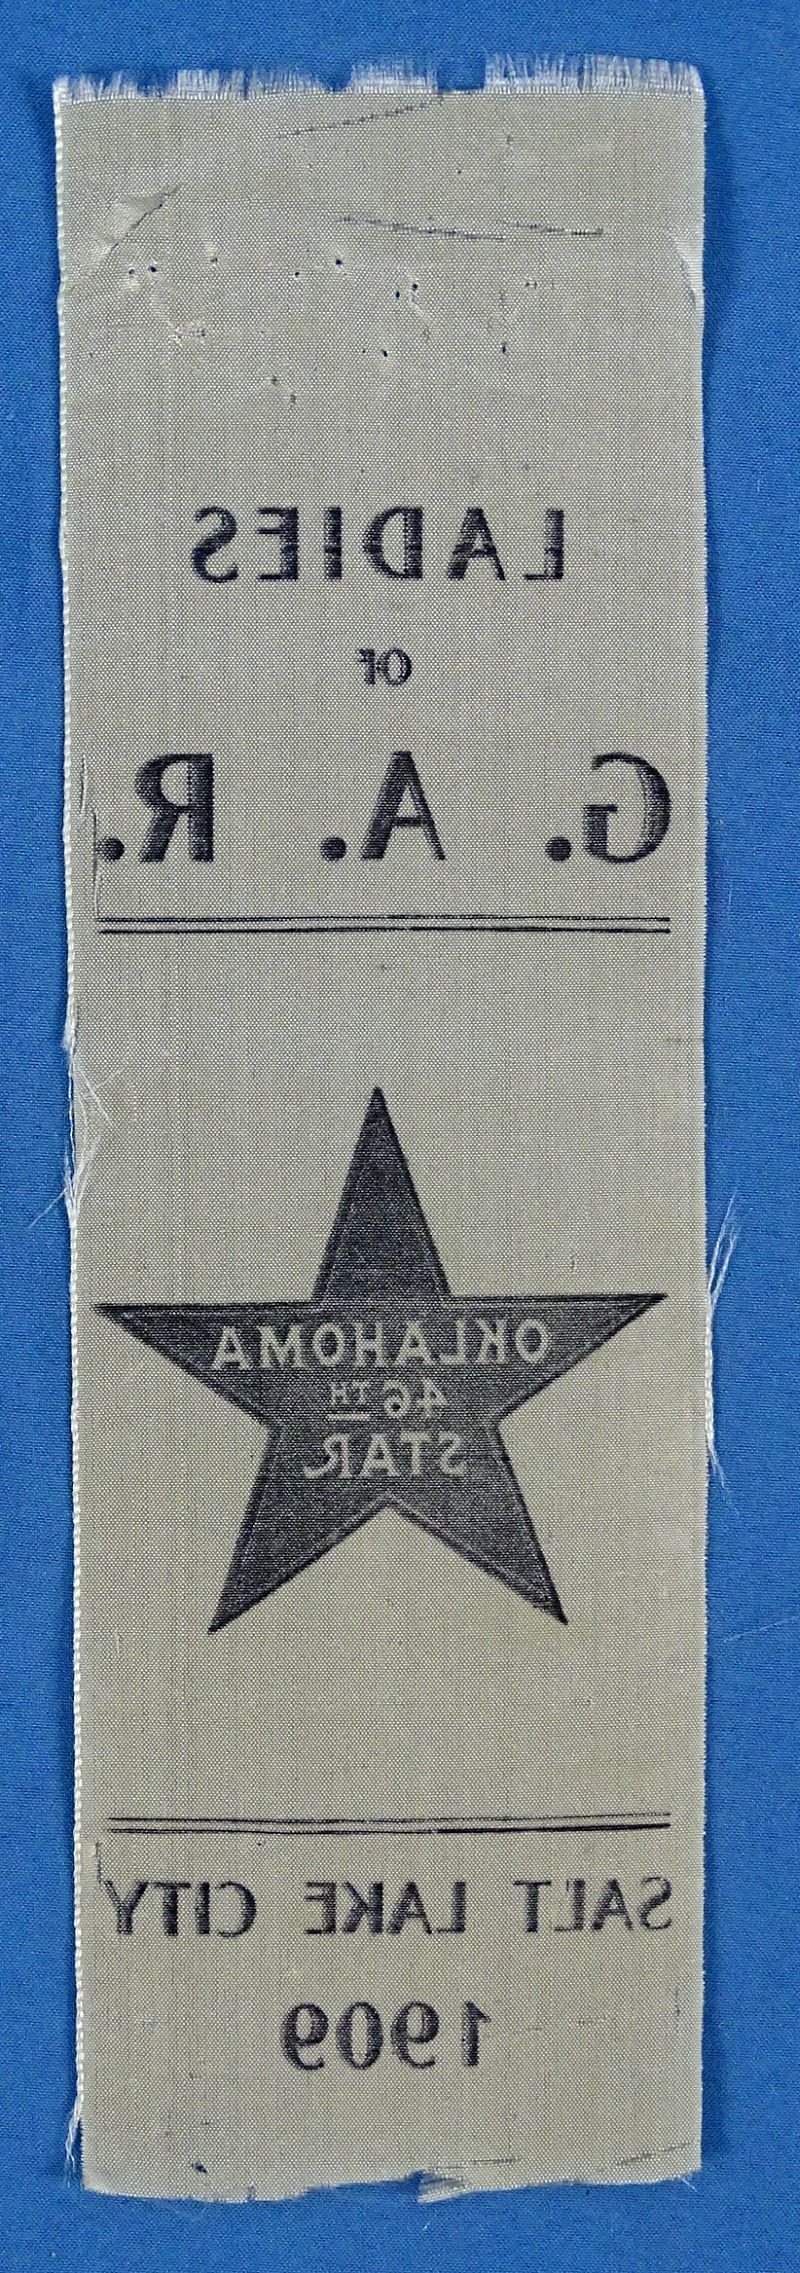 LADIES
OF
G. A. R.
OKLAHOMA
46TH
STAR
SALT LAKE CITY
1909